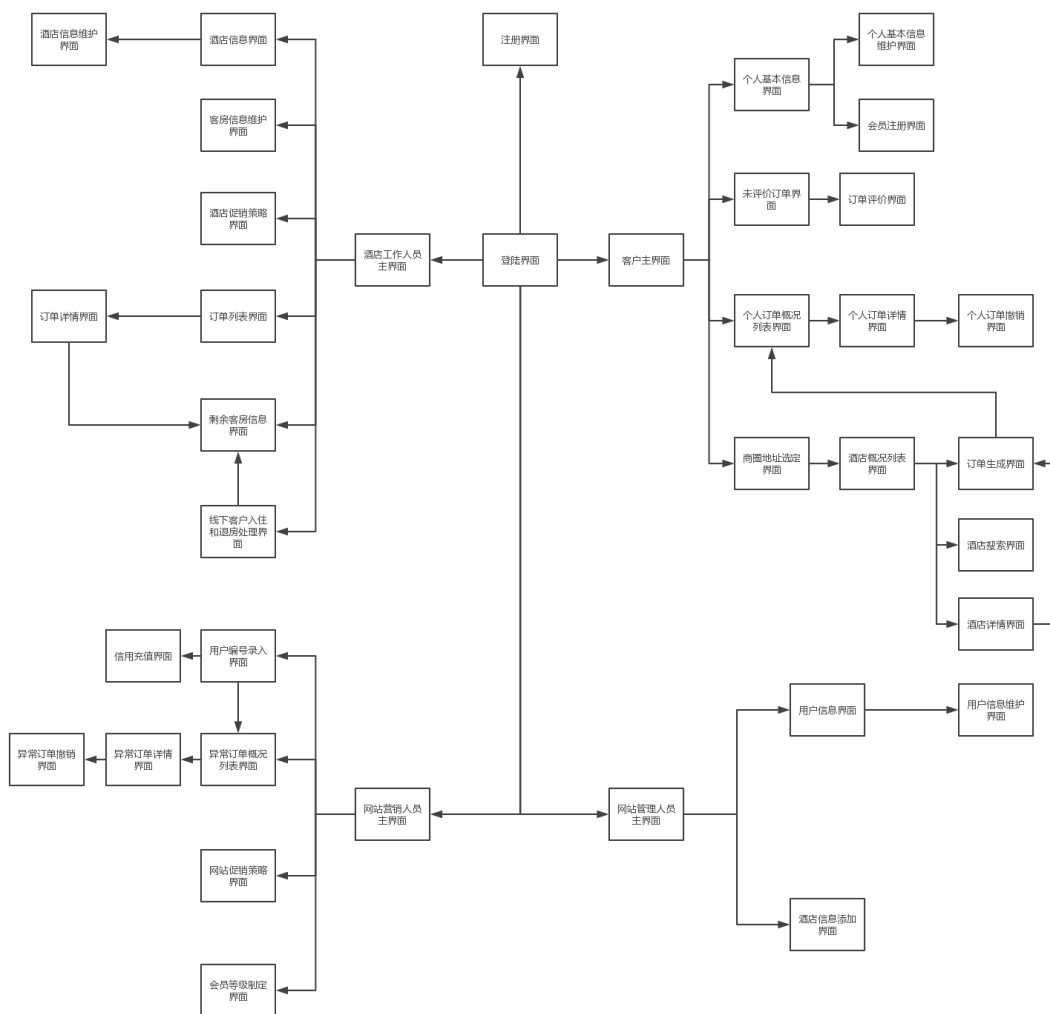 酒店信息维护
界面
酒店信息界面
注册界面
个人基本信息
维护界面
个人基本信息
界面
客房信息维护
界面
会员注册界面
未评价订单界
面
订单评价界面
酒店促销策略
界面
酒店工作人员
主界面
登陆界面
客户主界面
订单详情界面
订单列表界面
个人订单概况
列表界面
个人订单详情
界面
个人订单撤销
界面
剩余客房信息
界面
商圈地址选定
界面
酒店概况列表
界面
订单生成界面
线下客户入住
和退房处理界
面
酒店搜索界面
酒店详情界面
信用充值界面
用户编号录入
界面
用户信息界面
用户信息维护
界面
异常订单撤销
界面
异常订单详情
界面
异常订单概况
列表界面
网站营销人员
主界面
网站管理人员
主界面
网站促销策略
界面
酒店信息添加
界面
会员等级制定
界面